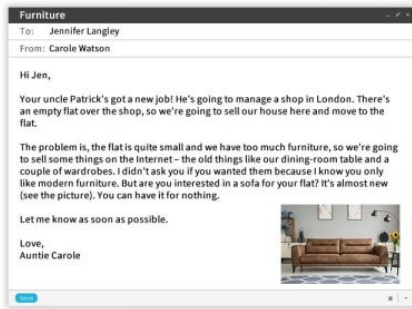 Furniture
To: Jennifer Langley
From: Carole Watson
Hi Jen,
Your uncle Patrick's got a new job! He's going to manage a shop in London. There's
an empty flat over the shop, so we're going to sell our house here and move to the
flat.
The problem is, the flat is quite small and we have too much furniture, so we're going
to sell some things on the Internet – the old things like our dining-room table and a
couple of wardrobes. I didn't ask you if you wanted them because I know you only
like modern furniture. But are you interested in a sofa for your flat? It's almost new
(see the picture). You can have it for nothing.
Let me know as soon as possible.
Love,
Auntie Carole
Send